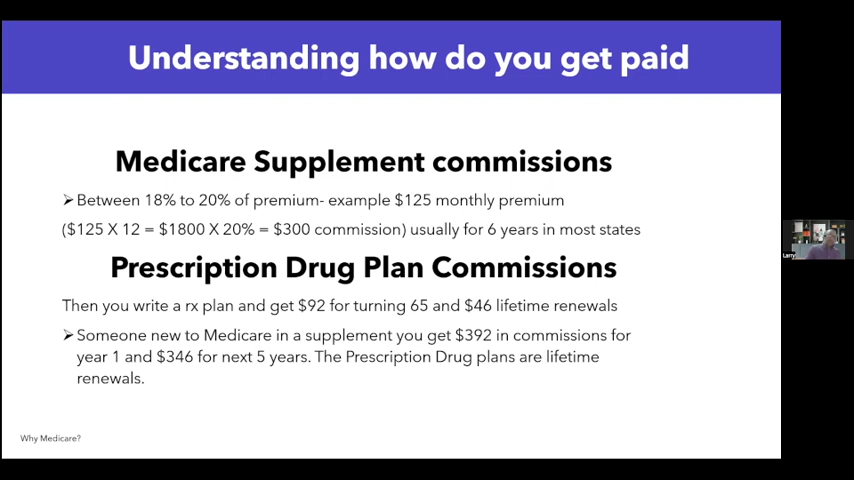 Understanding how do you get paid
Medicare Supplement commissions
➤Between 18% to 20% of premium- example $125 monthly premium
($125 X 12 = $1800 X 20% = $300 commission) usually for 6 years in most states
Prescription Drug Plan Commissions
Then you write a rx plan and get $92 for turning 65 and $46 lifetime renewals
➤Someone new to Medicare in a supplement you get $392 in commissions for
year 1 and $346 for next 5 years. The Prescription Drug plans are lifetime
renewals.
Why Medicare?
Larry